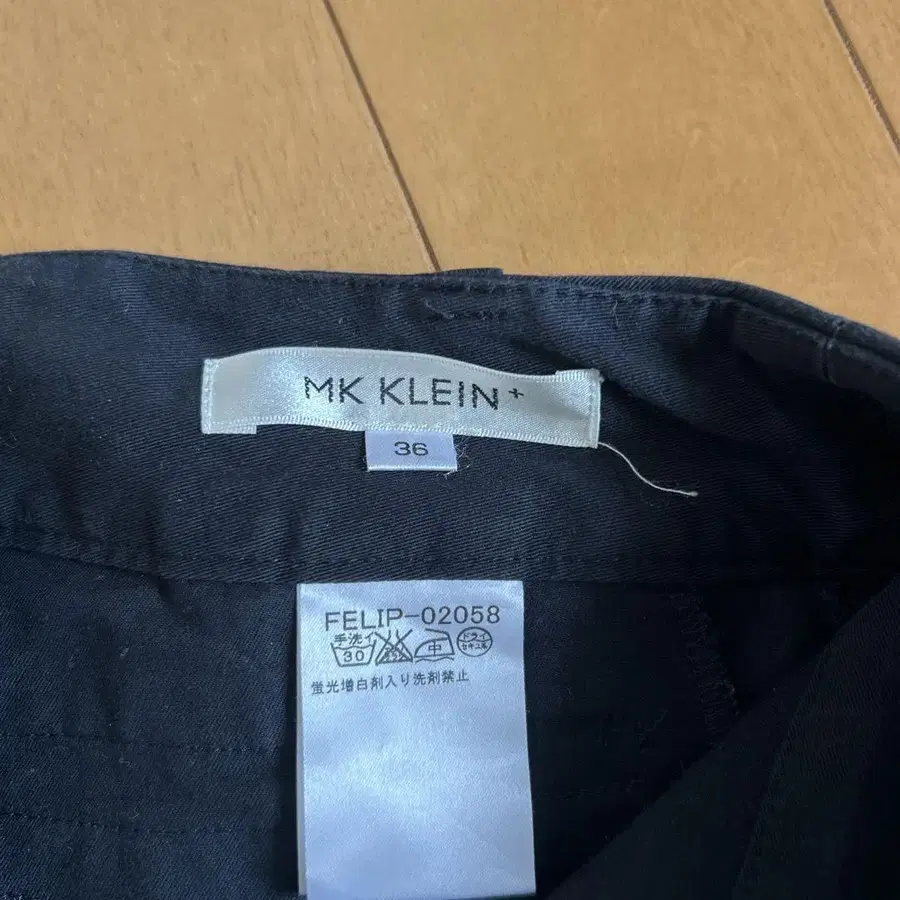 MK KLEIN+
36
FELIP-02058
手洗イ
30
中
ドライ
セキユ系
蛍光増白剤入り洗剤禁止